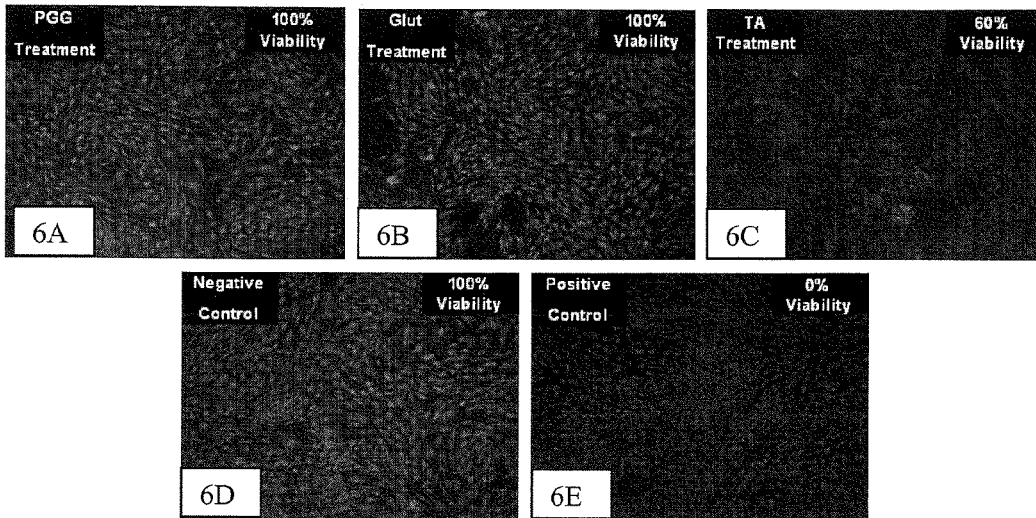 PGG
Treatment
100%
Viability
6A
Glut
Treatment
100%
Viability
6B
TA
Treatment
60%
Viability
6C
Negative
Control
100%
Viability
6D
Positive
Control
0%
Viability
6E